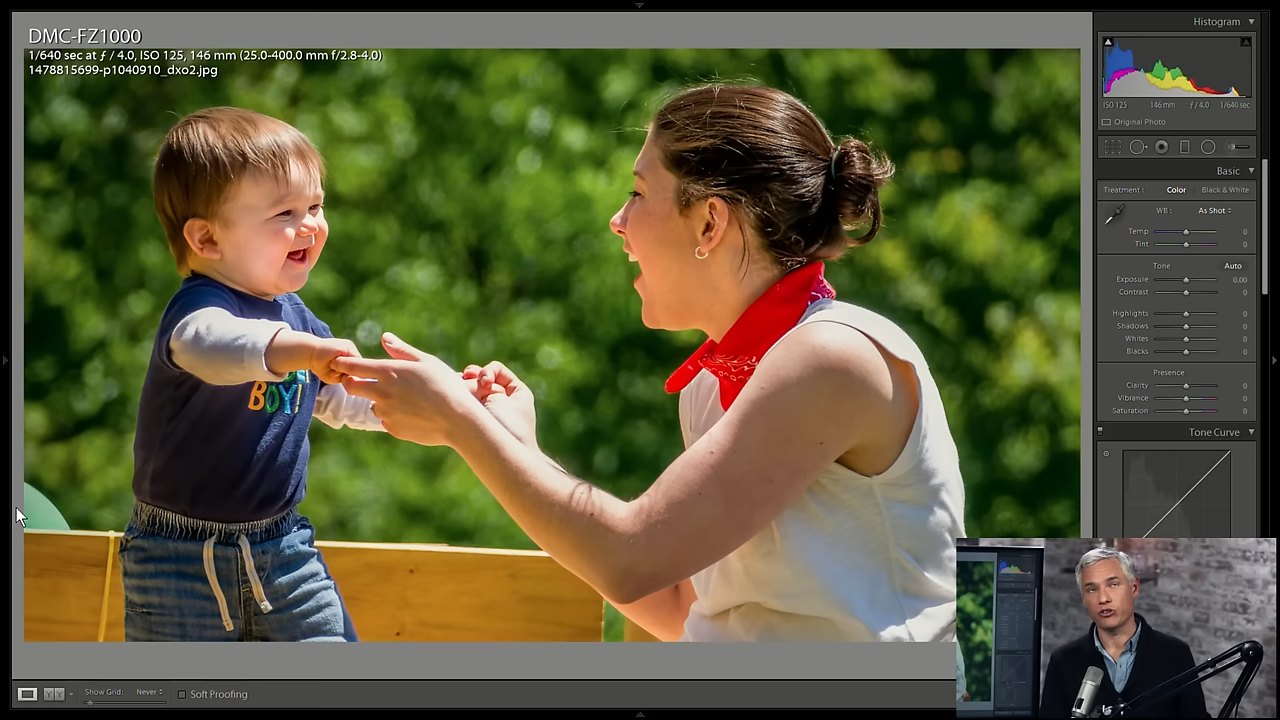 DMC-FZ1000
1/640 sec at ƒ / 4.0, ISO 125, 146 mm (25.0-400.0 mm f/2.8-4.0)
1478815699-p1040910_dxo2.jpg
BOY!
Show Grid: Never
Soft Proofing
Histogram
ISO 125 146 mm ƒ / 4.0 1/640 sec
Original Photo
Basic
Treatment : Color Black & White
WB : As Shot
Temp 0
Tint 0
Tone Auto
Exposure 0.00
Contrast 0
Highlights 0
Shadows 0
Whites 0
Blacks 0
Presence
Clarity 0
Vibrance 0
Saturation 0
Tone Curve